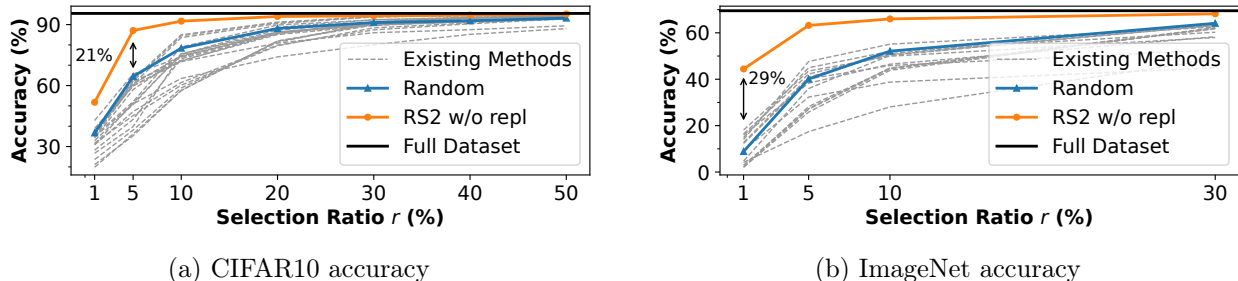 90
60
30
Accuracy (%)
21%
Existing Methods
Random
RS2 w/o repl
Full Dataset
1 5 10 20 30 40 50
Selection Ratio r (%)
(a) CIFAR10 accuracy
60
40
20
0
Accuracy (%)
29%
Existing Methods
Random
RS2 w/o repl
Full Dataset
1 5 10 30
Selection Ratio r (%)
(b) ImageNet accuracy